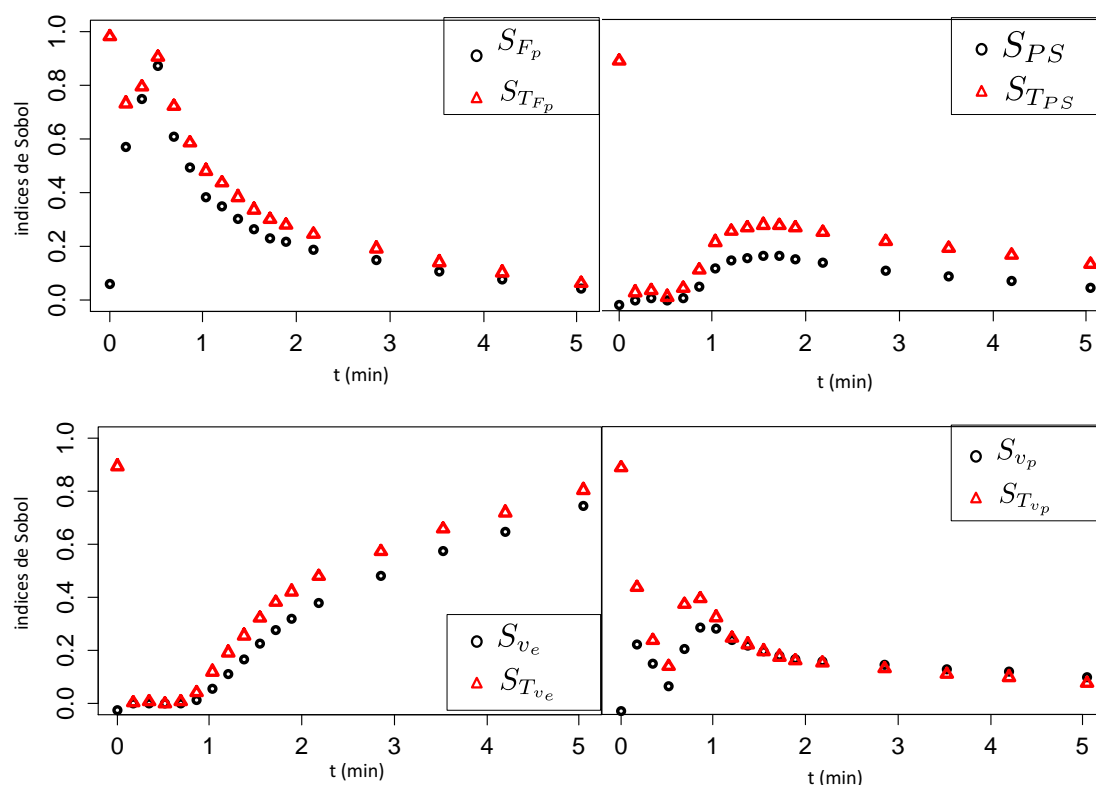 indices de Sobol
0.0 0.2 0.4 0.6 0.8 1.0
S_{F_p}
S_{T_{F_p}}
0 1 2 3 4 5
t (min)
S_{PS}
S_{T_{PS}}
0 1 2 3 4 5
t (min)
indices de Sobol
0.0 0.2 0.4 0.6 0.8 1.0
S_{v_e}
S_{T_{v_e}}
0 1 2 3 4 5
t (min)
S_{v_p}
S_{T_{v_p}}
0 1 2 3 4 5
t (min)